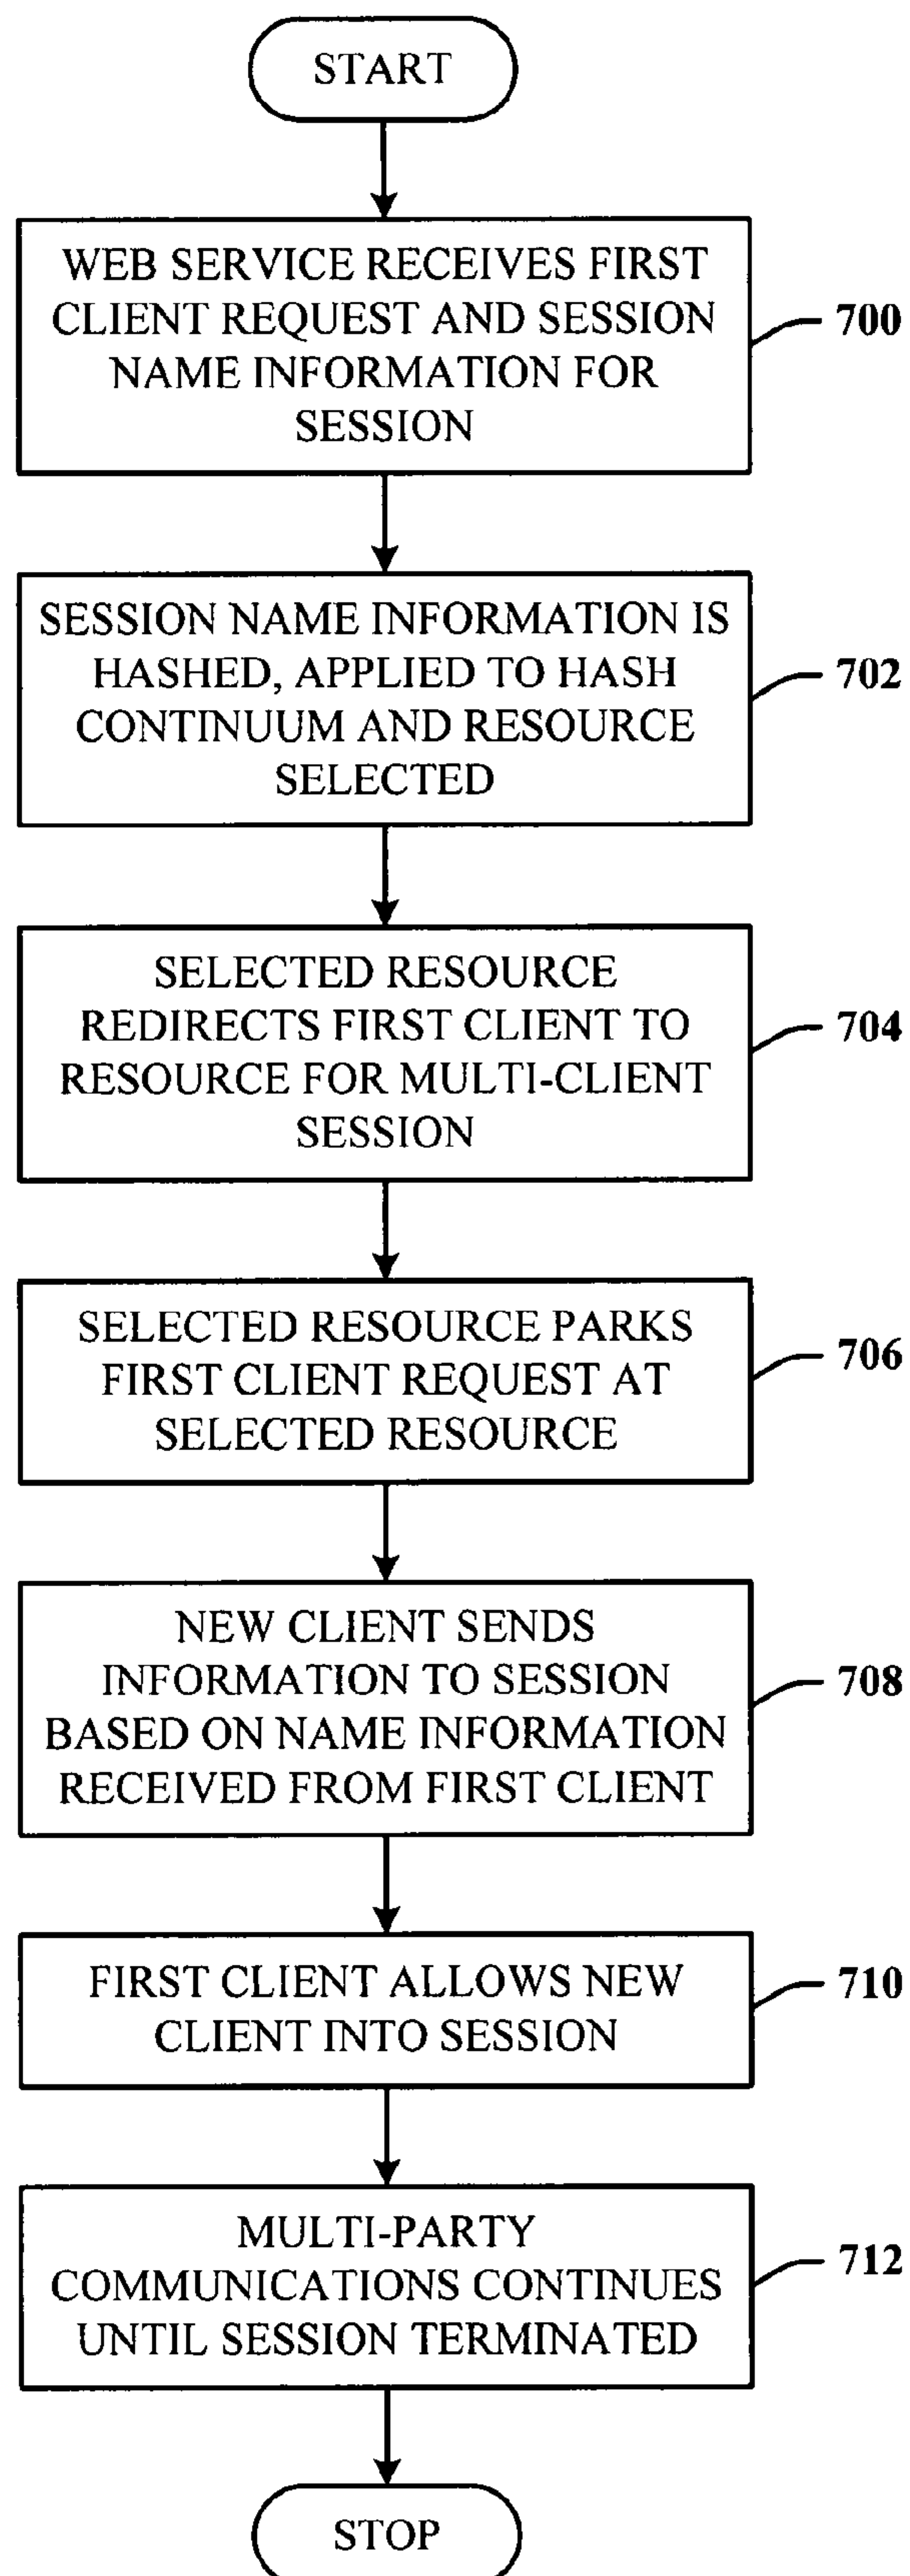 START
WEB SERVICE RECEIVES FIRST
CLIENT REQUEST AND SESSION
NAME INFORMATION FOR
SESSION
700
SESSION NAME INFORMATION IS
HASHED, APPLIED TO HASH
CONTINUUM AND RESOURCE
SELECTED
702
SELECTED RESOURCE
REDIRECTS FIRST CLIENT TO
RESOURCE FOR MULTI-CLIENT
SESSION
704
SELECTED RESOURCE PARKS
FIRST CLIENT REQUEST AT
SELECTED RESOURCE
706
NEW CLIENT SENDS
INFORMATION TO SESSION
BASED ON NAME INFORMATION
RECEIVED FROM FIRST CLIENT
708
FIRST CLIENT ALLOWS NEW
CLIENT INTO SESSION
710
MULTI-PARTY
COMMUNICATIONS CONTINUES
UNTIL SESSION TERMINATED
712
STOP